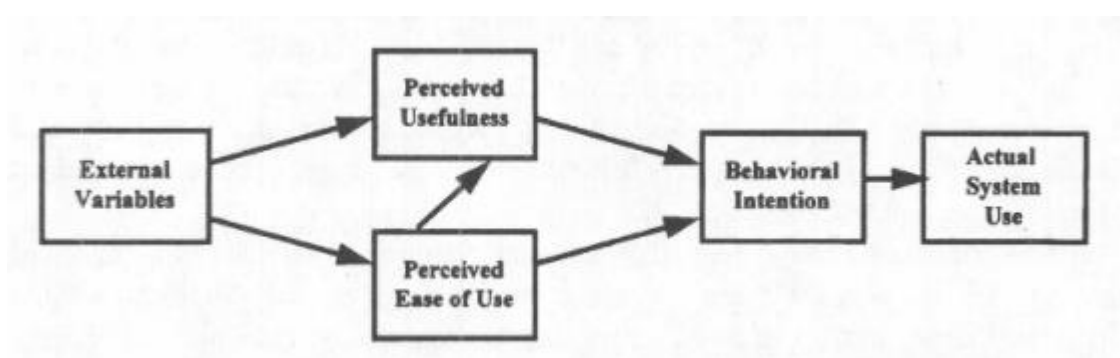 External
Variables
Perceived
Usefulness
Perceived
Ease of Use
Behavioral
Intention
Actual
System
Use